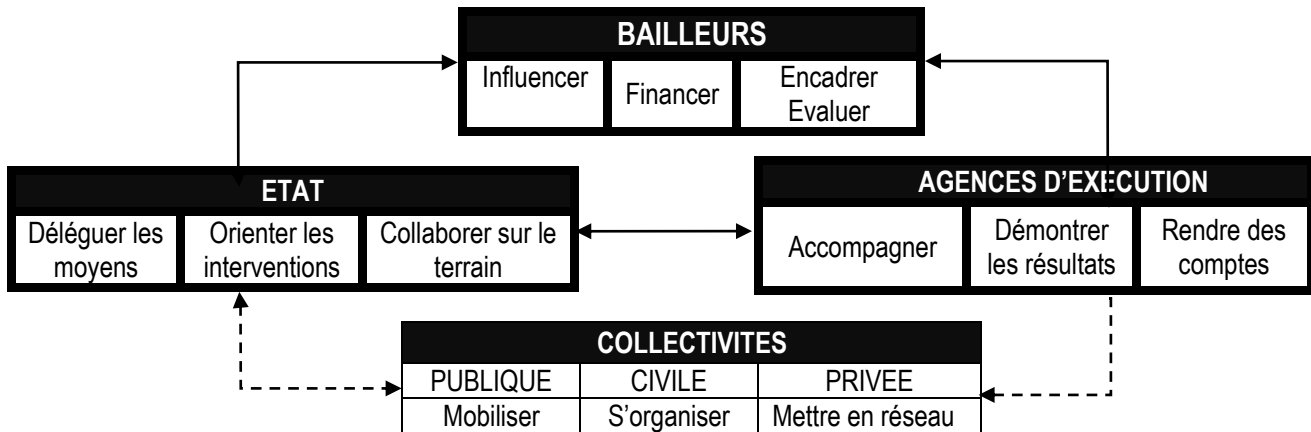 BAILLEURS
Influencer
Financer
Encadrer
Evaluer
ETAT
Déléguer les
moyens
Orienter les
interventions
Collaborer sur le
terrain
AGENCES D'EXECUTION
Accompagner
Démontrer
les résultats
Rendre des
comptes
COLLECTIVITES
PUBLIQUE
CIVILE
PRIVEE
Mobiliser
S'organiser
Mettre en réseau